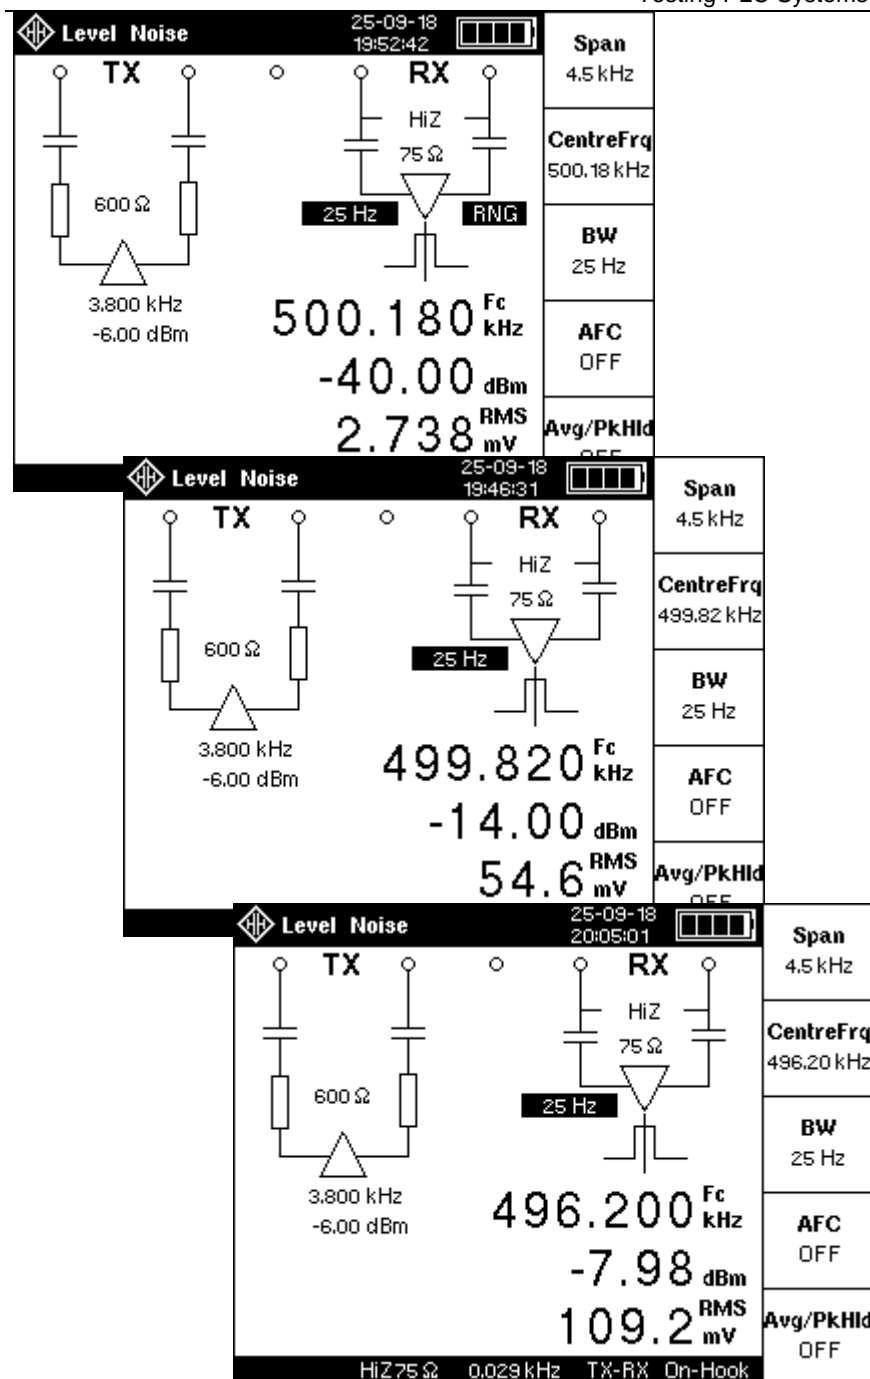 Level Noise 25-09-18
19:52:42
TX RX
HiZ
75 Ω
600 Ω
25 Hz RNG
3.800 kHz
-6.00 dBm
500.180 Fc kHz
-40.00 dBm
2.738 RMS mV
Span
4.5 kHz
CentreFrq
500.18 kHz
BW
25 Hz
AFC
OFF
Avg/PkHld
Level Noise 25-09-18
19:46:31
TX RX
HiZ
75 Ω
600 Ω
25 Hz
3.800 kHz
-6.00 dBm
499.820 Fc kHz
-14.00 dBm
54.6 RMS mV
Span
4.5 kHz
CentreFrq
499.82 kHz
BW
25 Hz
AFC
OFF
Avg/PkHld
Level Noise 25-09-18
20:05:01
TX RX
HiZ
75 Ω
600 Ω
25 Hz
3.800 kHz
-6.00 dBm
496.200 Fc kHz
-7.98 dBm
109.2 RMS mV
HiZ75 Ω 0.029 kHz TX-RX On-Hook
Span
4.5 kHz
CentreFrq
496.20 kHz
BW
25 Hz
AFC
OFF
Avg/PkHld
OFF